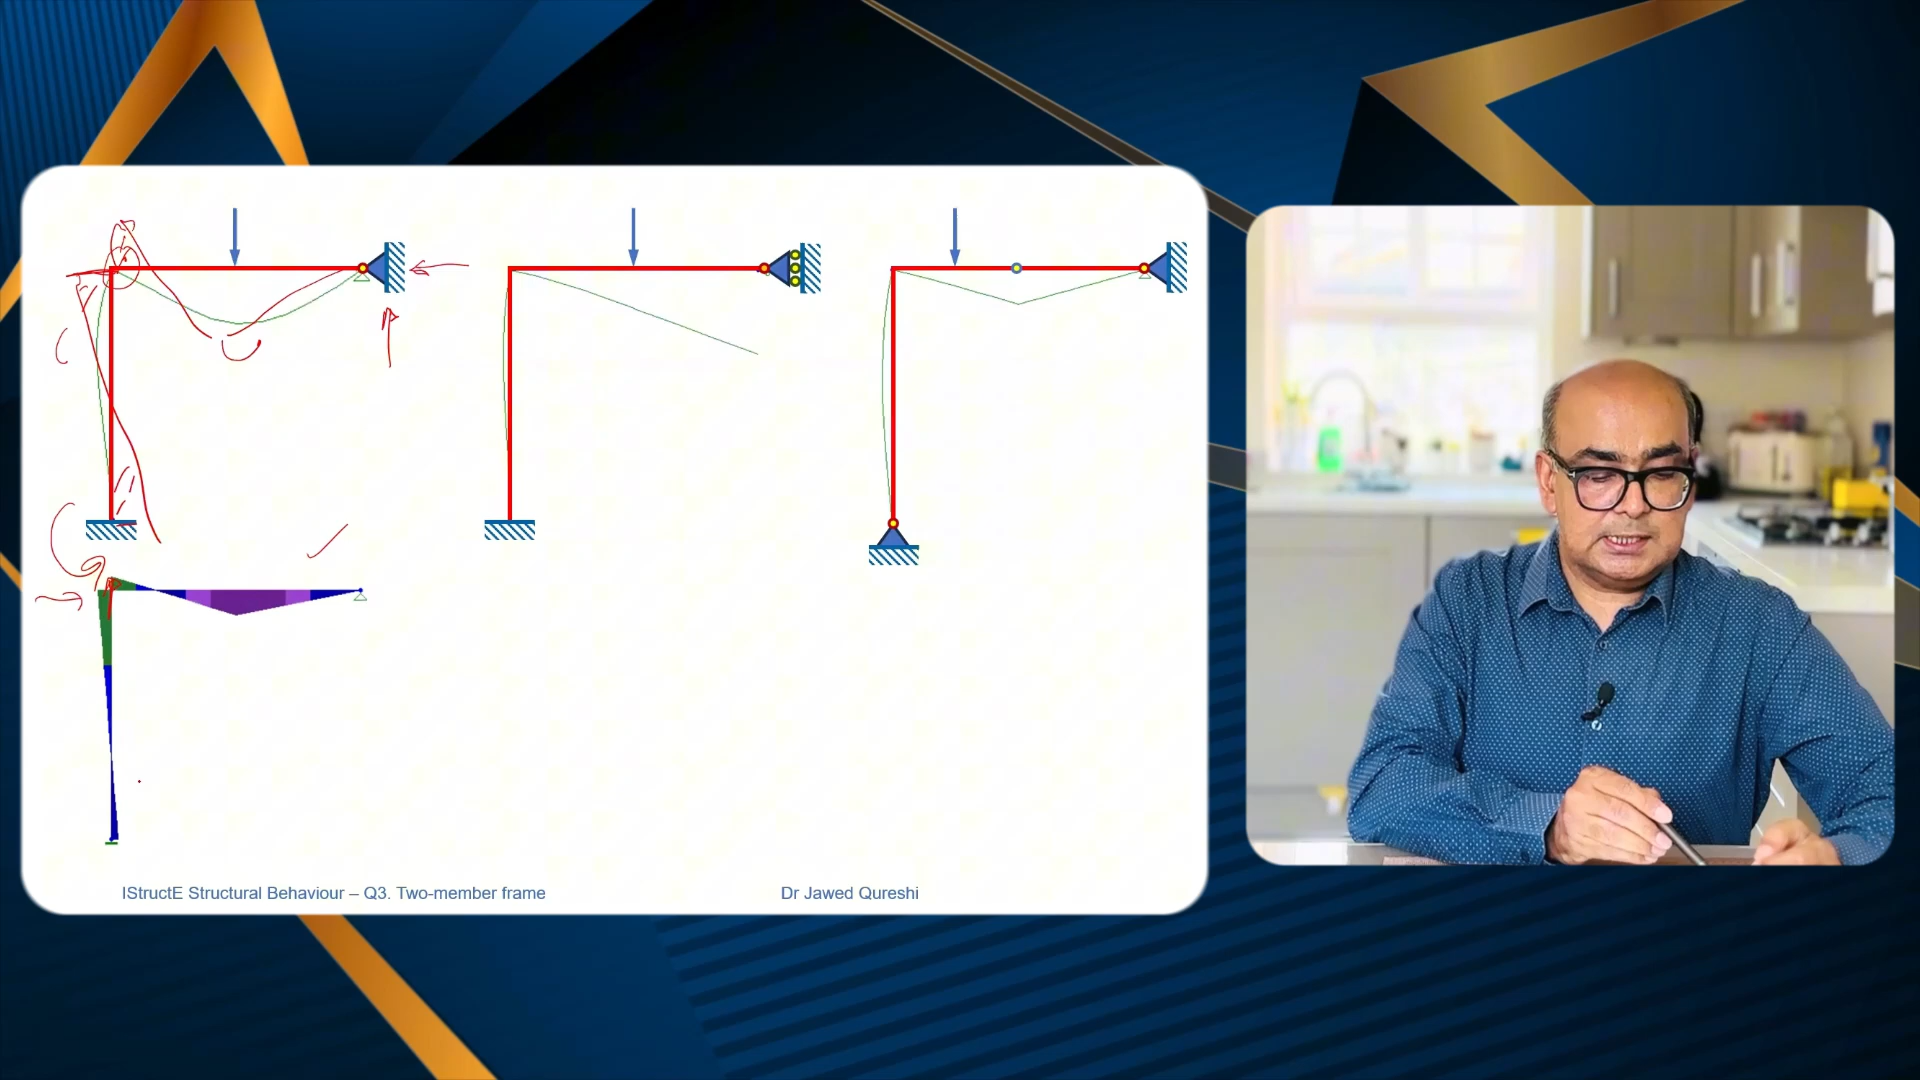 IStructE Structural Behaviour – Q3. Two-member frame
Dr Jawed Qureshi